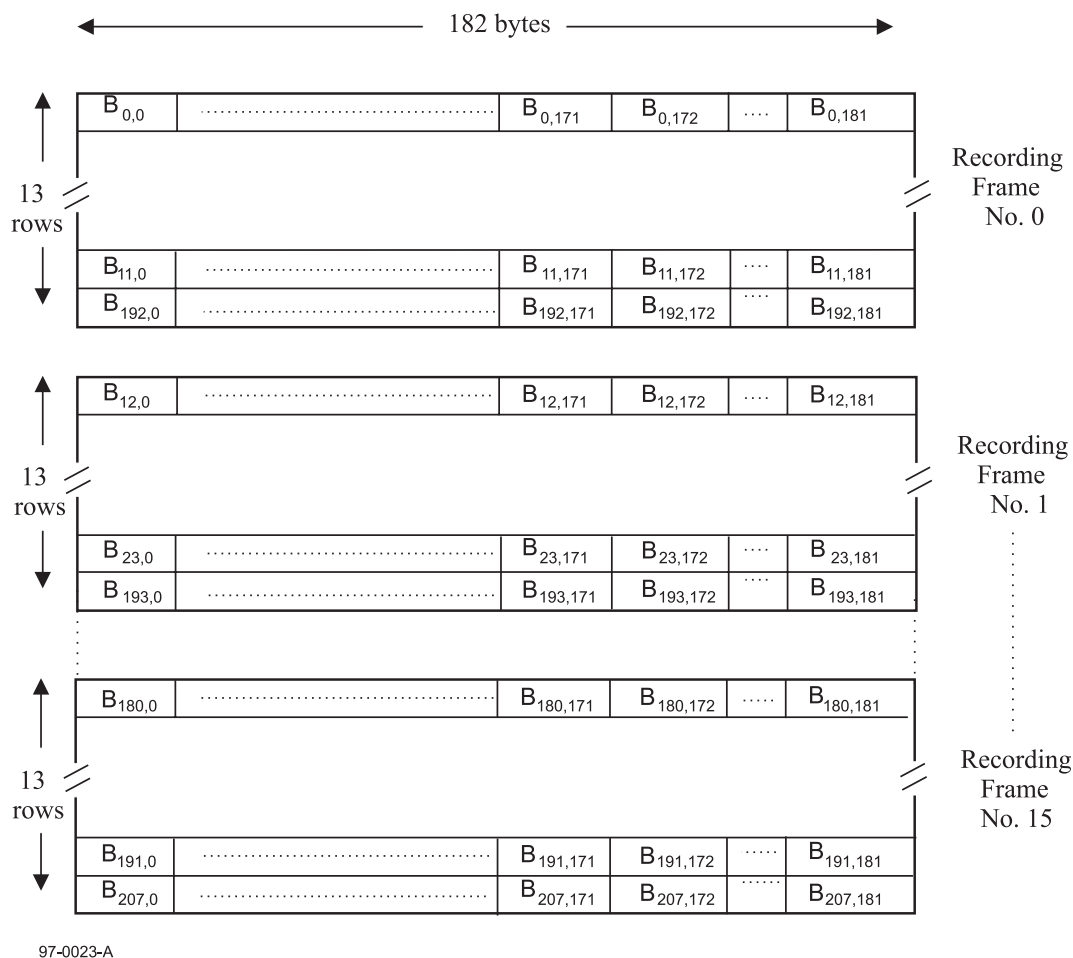 182 bytes
B0,0 .................... B0,171 B0,172 .... B0,181
13 rows
Recording Frame No. 0
B11,0 .................... B11,171 B11,172 .... B11,181
B192,0 .................... B192,171 B192,172 .... B192,181
B12,0 .................... B12,171 B12,172 .... B12,181
13 rows
Recording Frame No. 1
B23,0 .................... B23,171 B23,172 .... B23,181
B193,0 .................... B193,171 B193,172 .... B193,181
B180,0 .................... B180,171 B180,172 ..... B180,181
13 rows
Recording Frame No. 15
B191,0 .................... B191,171 B191,172 ..... B191,181
B207,0 .................... B207,171 B207,172 ...... B207,181
97-0023-A